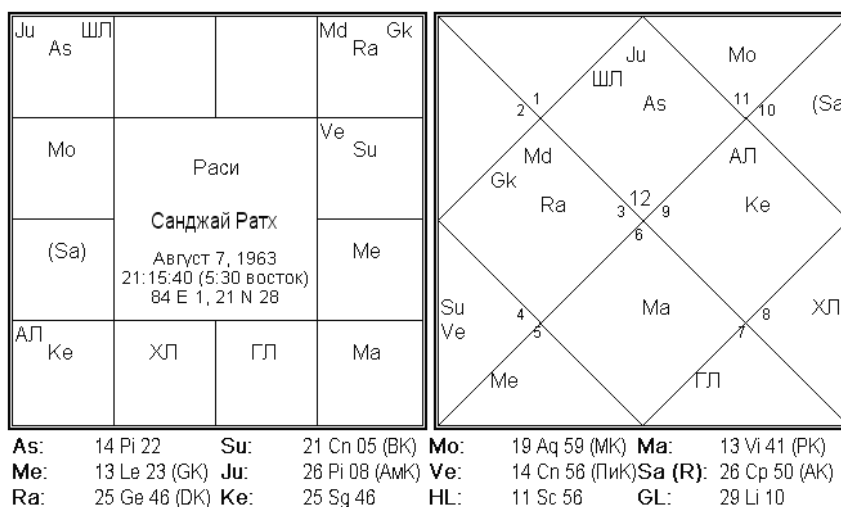 Ju ШЛ
As
Md Gk
Ra
Mo
Ve
Su
(Sa)
Me
АЛ
Ke
ХЛ
ГЛ
Ma
Раси
Санджай Ратх
Август 7, 1963
21:15:40 (5:30 восток)
84 E 1, 21 N 28
Ju
ШЛ
As
Mo
(Sa
1
2
11
10
Md
Gk
Ra
АЛ
Ke
3
12
9
6
Su
Ve
4
5
Ma
8
7
ХЛ
Me
ГЛ
As: 14 Pi 22 Su: 21 Cn 05 (BK) Mo: 19 Aq 59 (MK) Ma: 13 Vi 41 (PK)
Me: 13 Le 23 (GK) Ju: 26 Pi 08 (АмК) Ve: 14 Cn 56 (ПиК) Sa (R): 26 Cp 50 (AK)
Ra: 25 Ge 46 (DK) Ke: 25 Sg 46 HL: 11 Sc 56 GL: 29 Li 10